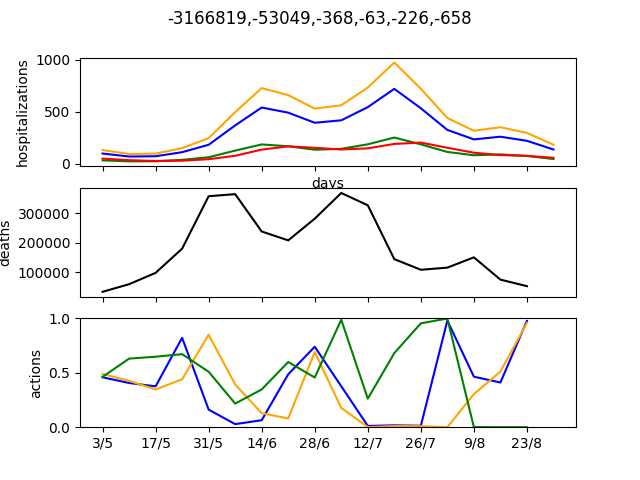 -3166819,-53049,-368,-63,-226,-658
1000
500
0
hospitalizations
days
300000
200000
100000
deaths
1.0
0.5
0.0
actions
3/5 17/5 31/5 14/6 28/6 12/7 26/7 9/8 23/8